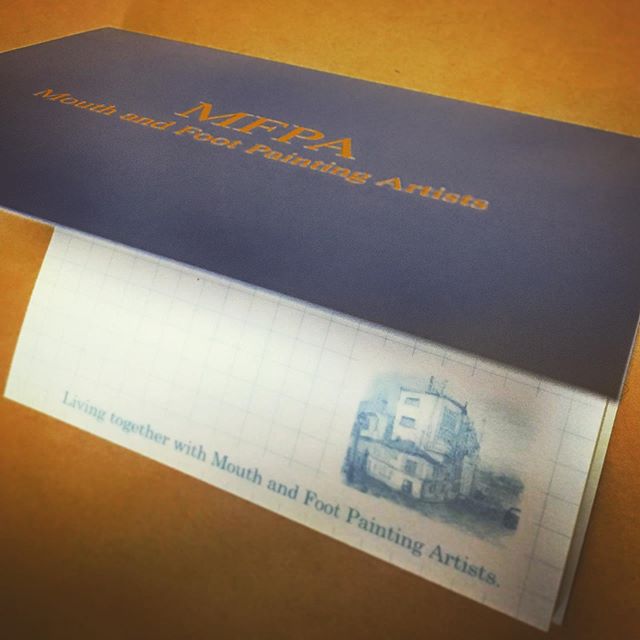 MFPA
Mouth and Foot Painting Artists
Living together with Mouth and Foot Painting Artists.